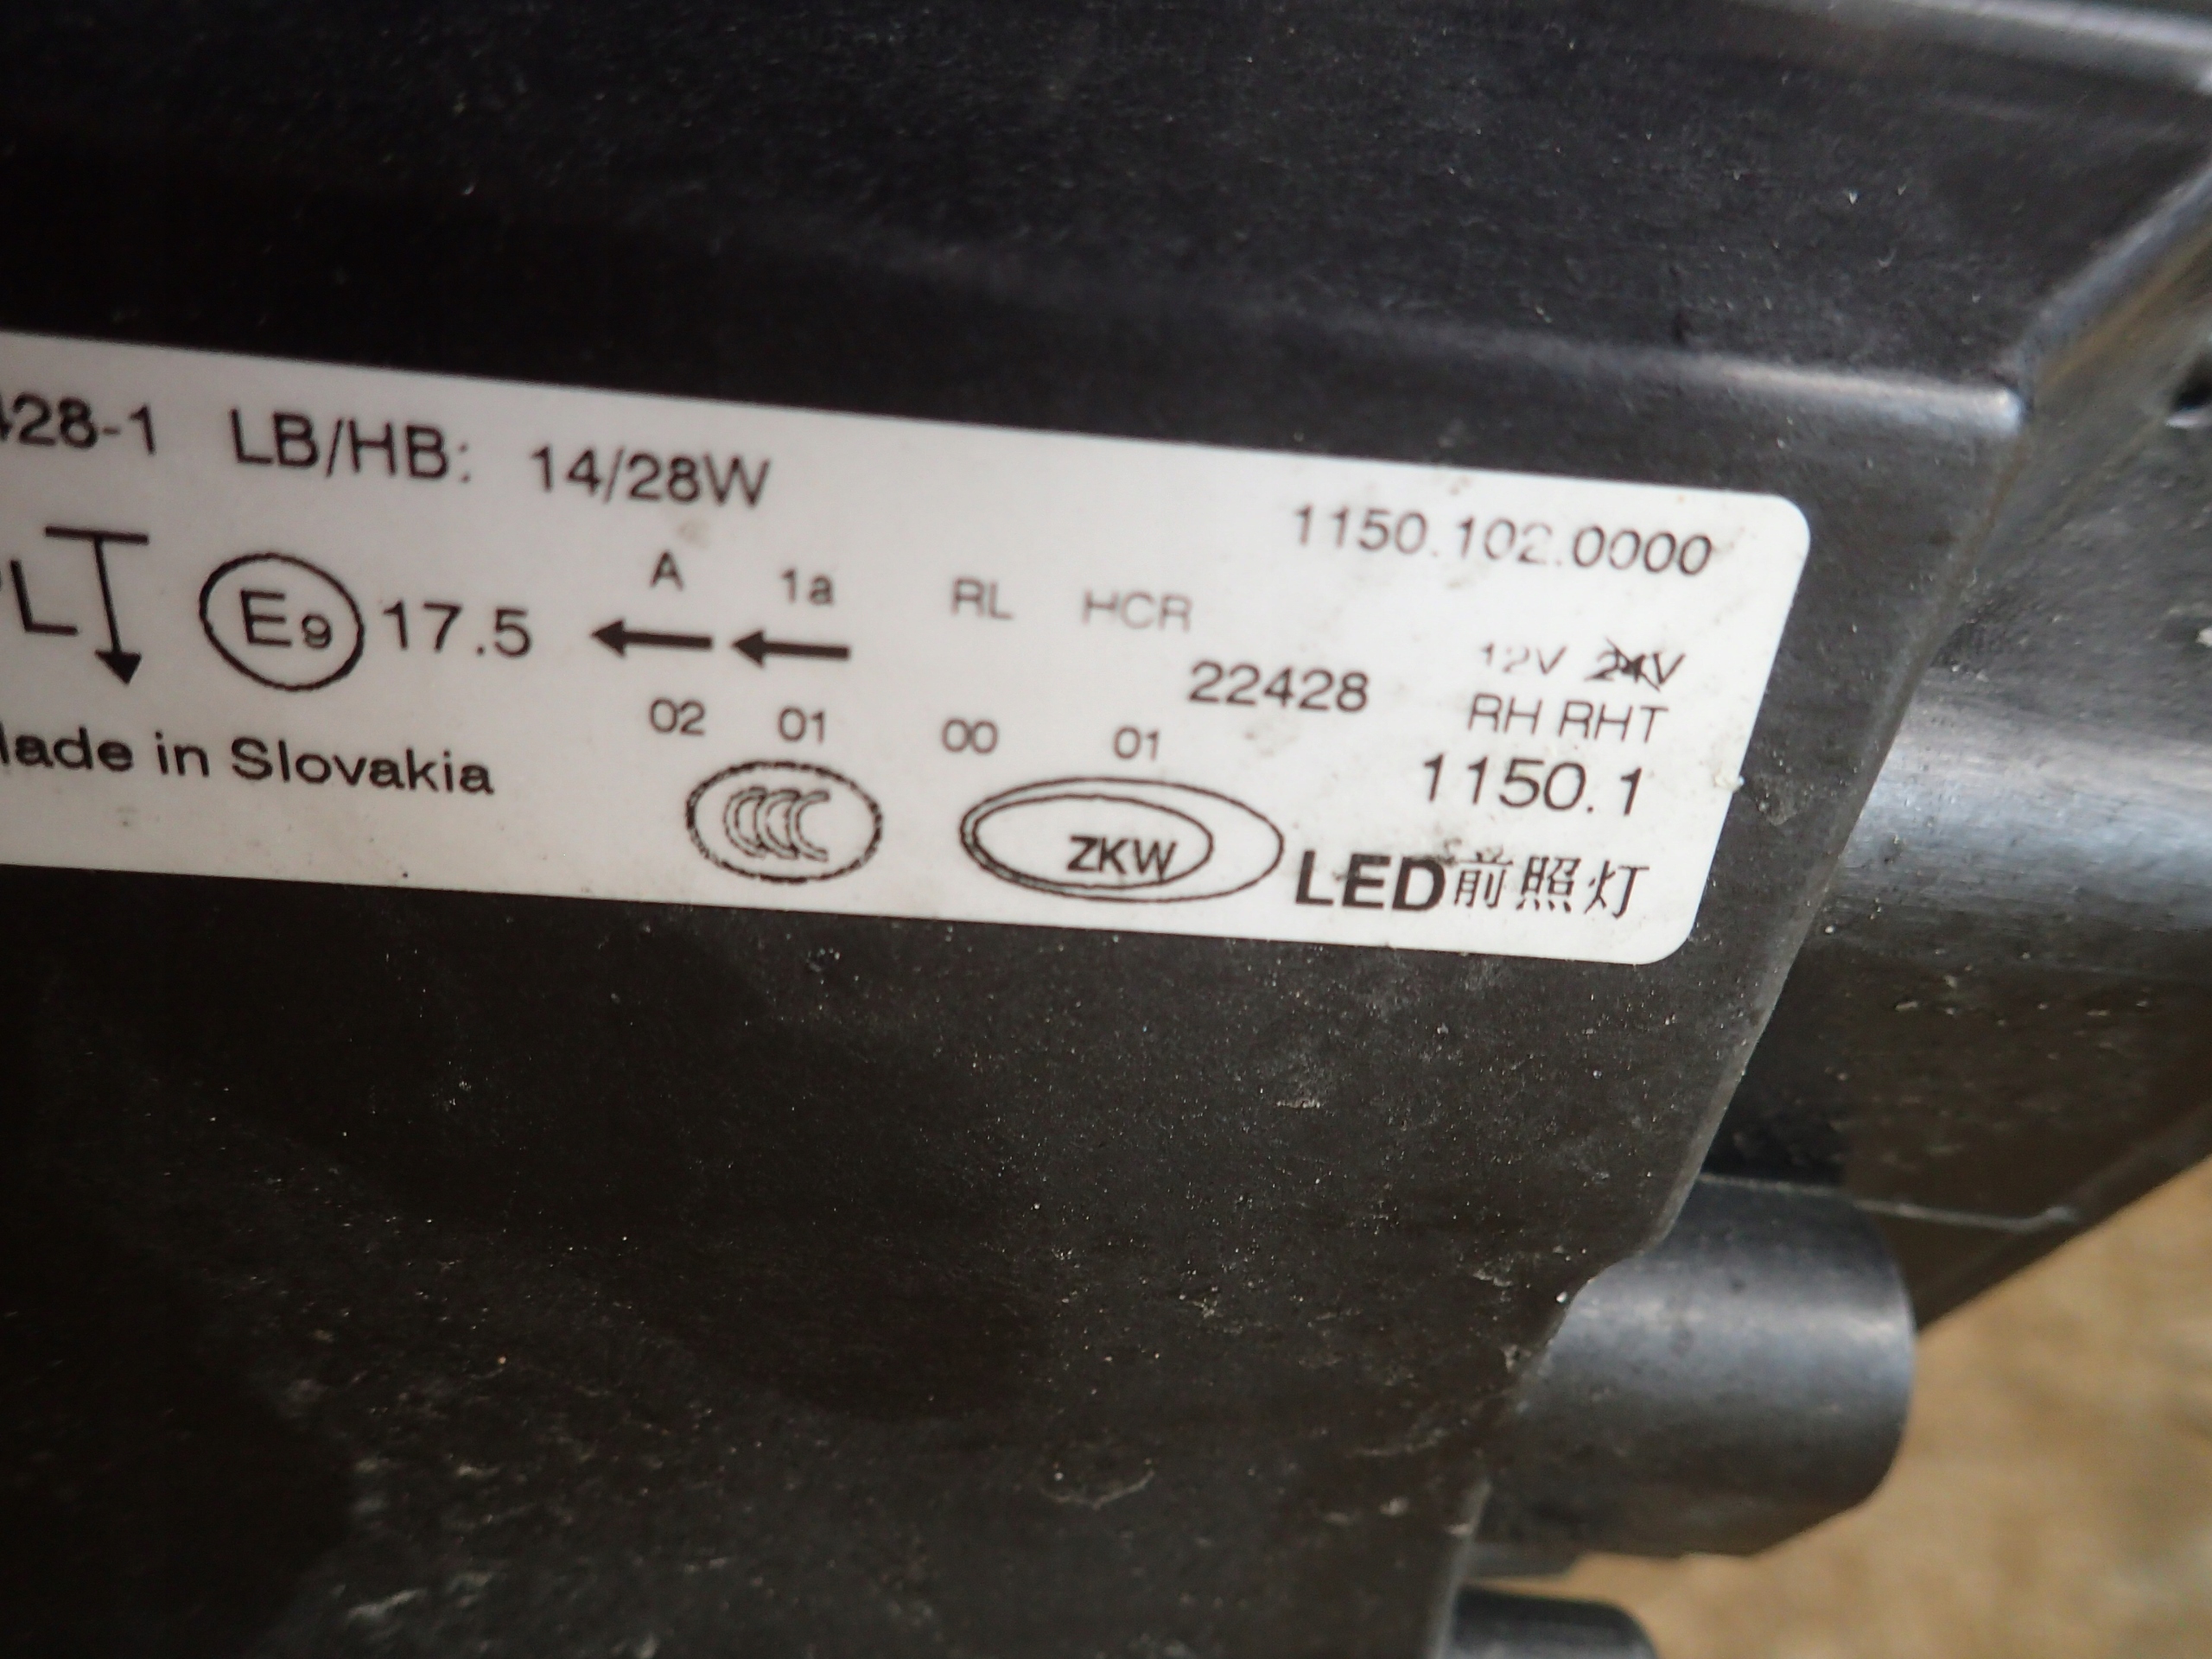 428-1 LB/HB: 14/28W
1150.102.0000
PL E9 17.5
A 1a RL HCR
02 01 00 01
22428
12V 24V
RH RHT
1150.1
Made in Slovakia
CCC ZKW
LED前照灯